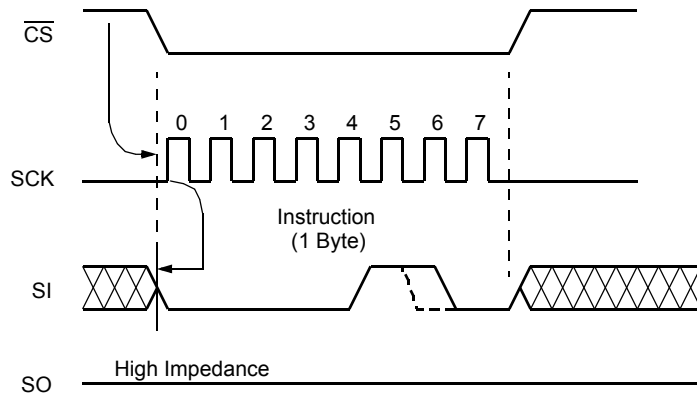 CS
0 1 2 3 4 5 6 7
SCK
Instruction
(1 Byte)
SI
High Impedance
SO